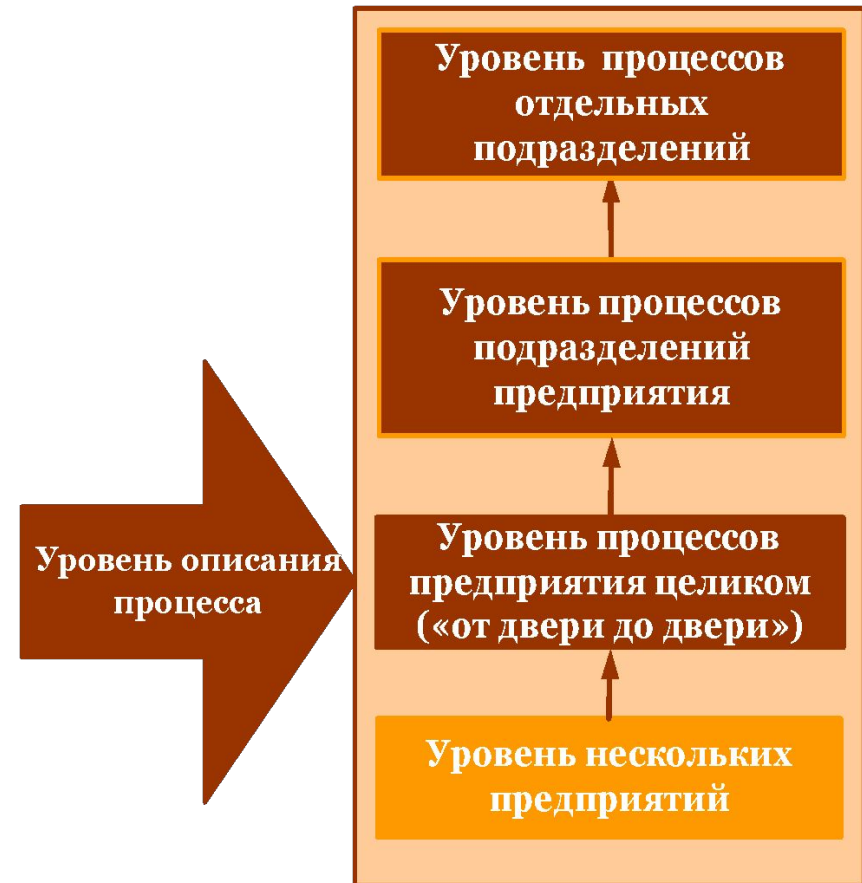 Уровень процессов
отдельных
подразделений
Уровень процессов
подразделений
предприятия
Уровень описания
процесса
Уровень процессов
предприятия целиком
(«от двери до двери»)
Уровень нескольких
предприятий